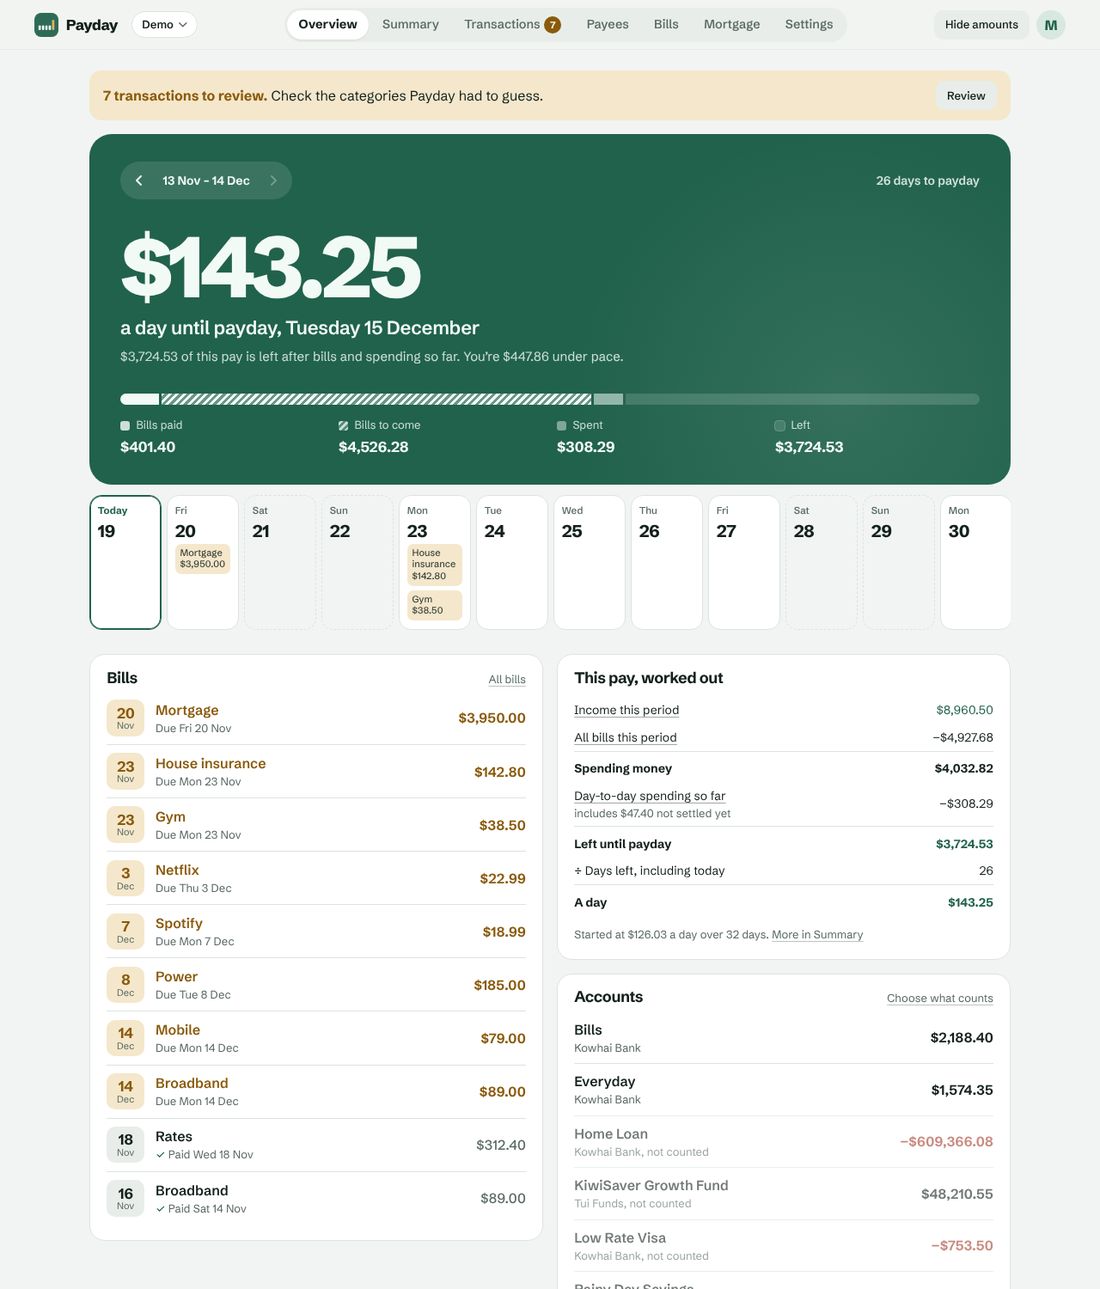 Payday
Demo
Overview
Summary
Transactions 7
Payees
Bills
Mortgage
Settings
Hide amounts
M
7 transactions to review. Check the categories Payday had to guess.
Review
13 Nov – 14 Dec
26 days to payday
$143.25
a day until payday, Tuesday 15 December
$3,724.53 of this pay is left after bills and spending so far. You’re $447.86 under pace.
Bills paid
$401.40
Bills to come
$4,526.28
Spent
$308.29
Left
$3,724.53
Today
19
Fri
20
Mortgage
$3,950.00
Sat
21
Sun
22
Mon
23
House
insurance
$142.80
Gym
$38.50
Tue
24
Wed
25
Thu
26
Fri
27
Sat
28
Sun
29
Mon
30
Bills
All bills
20
Nov
Mortgage
Due Fri 20 Nov
$3,950.00
23
Nov
House insurance
Due Mon 23 Nov
$142.80
23
Nov
Gym
Due Mon 23 Nov
$38.50
3
Dec
Netflix
Due Thu 3 Dec
$22.99
7
Dec
Spotify
Due Mon 7 Dec
$18.99
8
Dec
Power
Due Tue 8 Dec
$185.00
14
Dec
Mobile
Due Mon 14 Dec
$79.00
14
Dec
Broadband
Due Mon 14 Dec
$89.00
18
Nov
Rates
✓ Paid Wed 18 Nov
$312.40
16
Nov
Broadband
✓ Paid Sat 14 Nov
$89.00
This pay, worked out
Income this period
$8,960.50
All bills this period
−$4,927.68
Spending money
$4,032.82
Day-to-day spending so far
includes $47.40 not settled yet
−$308.29
Left until payday
$3,724.53
÷ Days left, including today
26
A day
$143.25
Started at $126.03 a day over 32 days. More in Summary
Accounts
Choose what counts
Bills
Kowhai Bank
$2,188.40
Everyday
Kowhai Bank
$1,574.35
Home Loan
Kowhai Bank, not counted
−$609,366.08
KiwiSaver Growth Fund
Tui Funds, not counted
$48,210.55
Low Rate Visa
Kowhai Bank, not counted
−$753.50
Rainy Day Savings